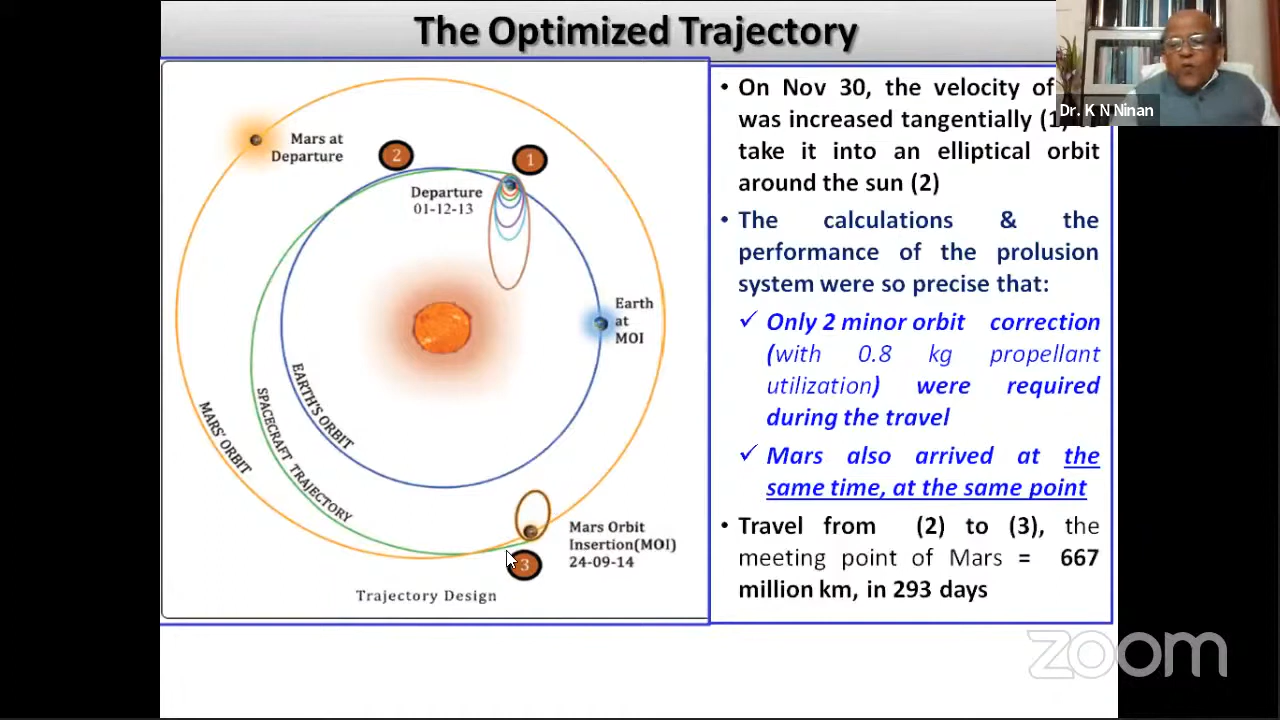 The Optimized Trajectory
Mars at
Departure
2
1
Departure
01-12-13
Earth
at
MOI
EARTH'S ORBIT
SPACECRAFT TRAJECTORY
MARS' ORBIT
Mars Orbit
Insertion(MOI)
24-09-14
3
Trajectory Design
• On Nov 30, the velocity of
was increased tangentially (1)
take it into an elliptical orbit
around the sun (2)
• The calculations & the
performance of the prolusion
system were so precise that:
✓ Only 2 minor orbit correction
(with 0.8 kg propellant
utilization) were required
during the travel
✓ Mars also arrived at the
same time, at the same point
• Travel from (2) to (3), the
meeting point of Mars = 667
million km, in 293 days
Dr. K N Ninan
zoom